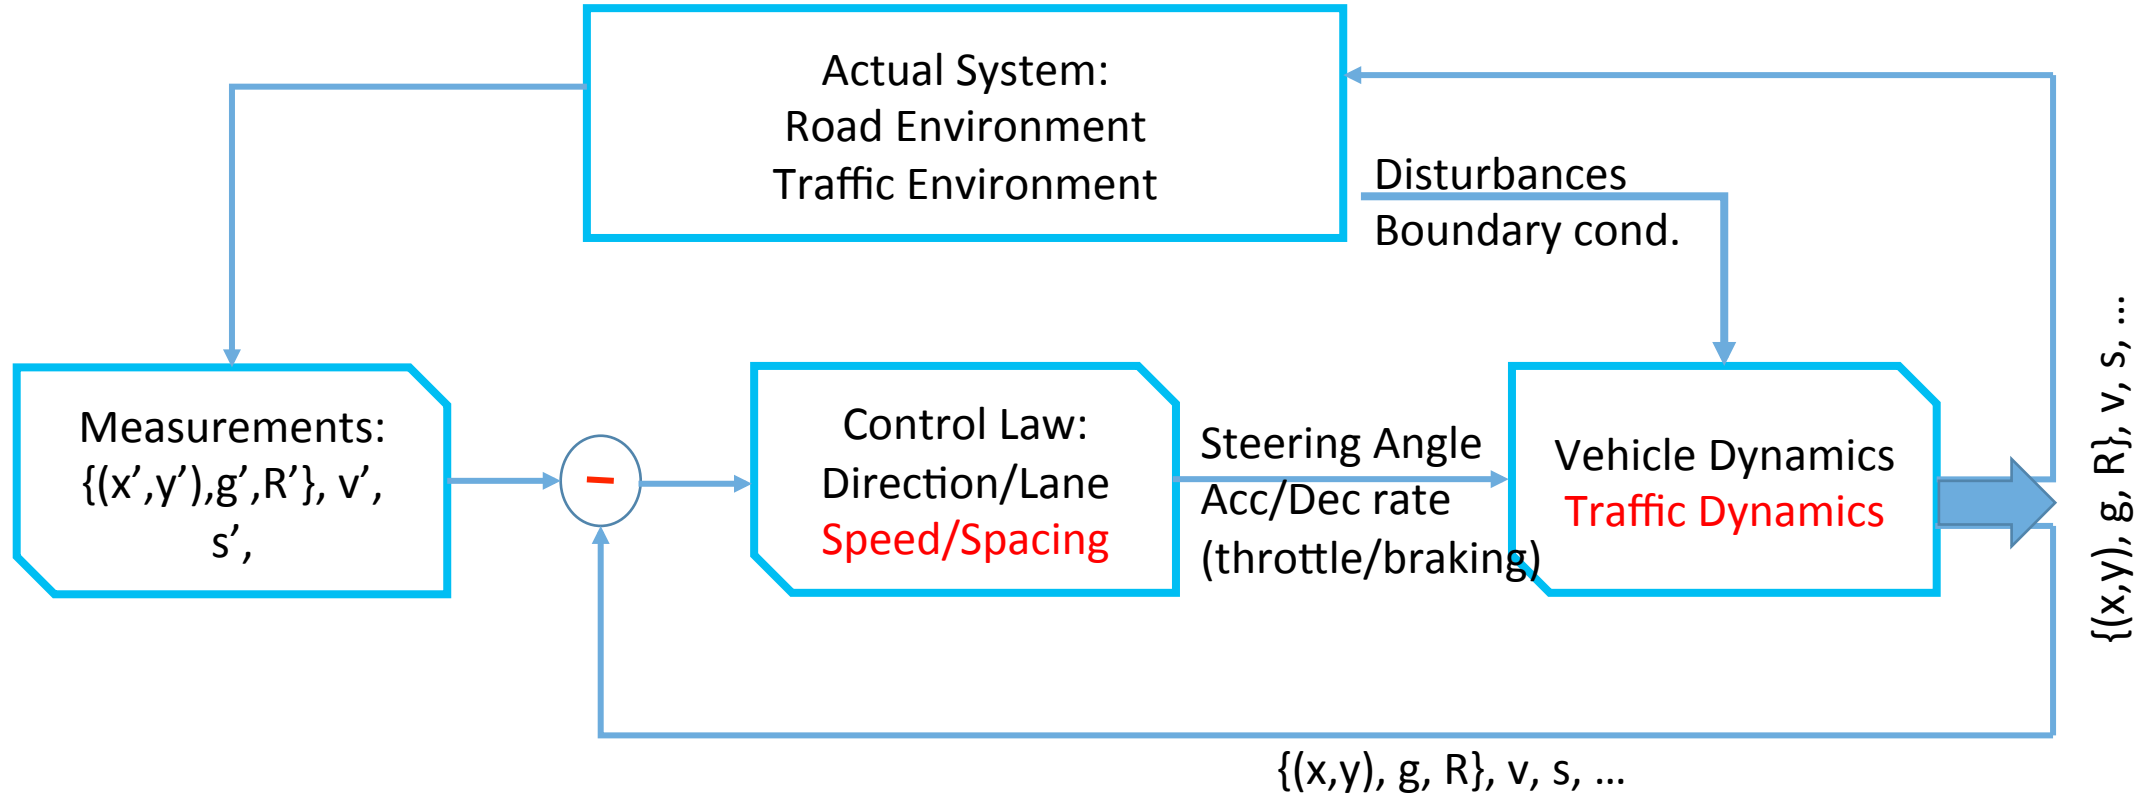 Actual System:
Road Environment
Traffic Environment
Disturbances
Boundary cond.
Measurements:
{(x’,y’),g’,R’}, v’,
s’,
–
Control Law:
Direction/Lane
Speed/Spacing
Steering Angle
Acc/Dec rate
(throttle/braking)
Vehicle Dynamics
Traffic Dynamics
{(x,y), g, R}, v, s, ...
{(x,y), g, R}, v, s, ...